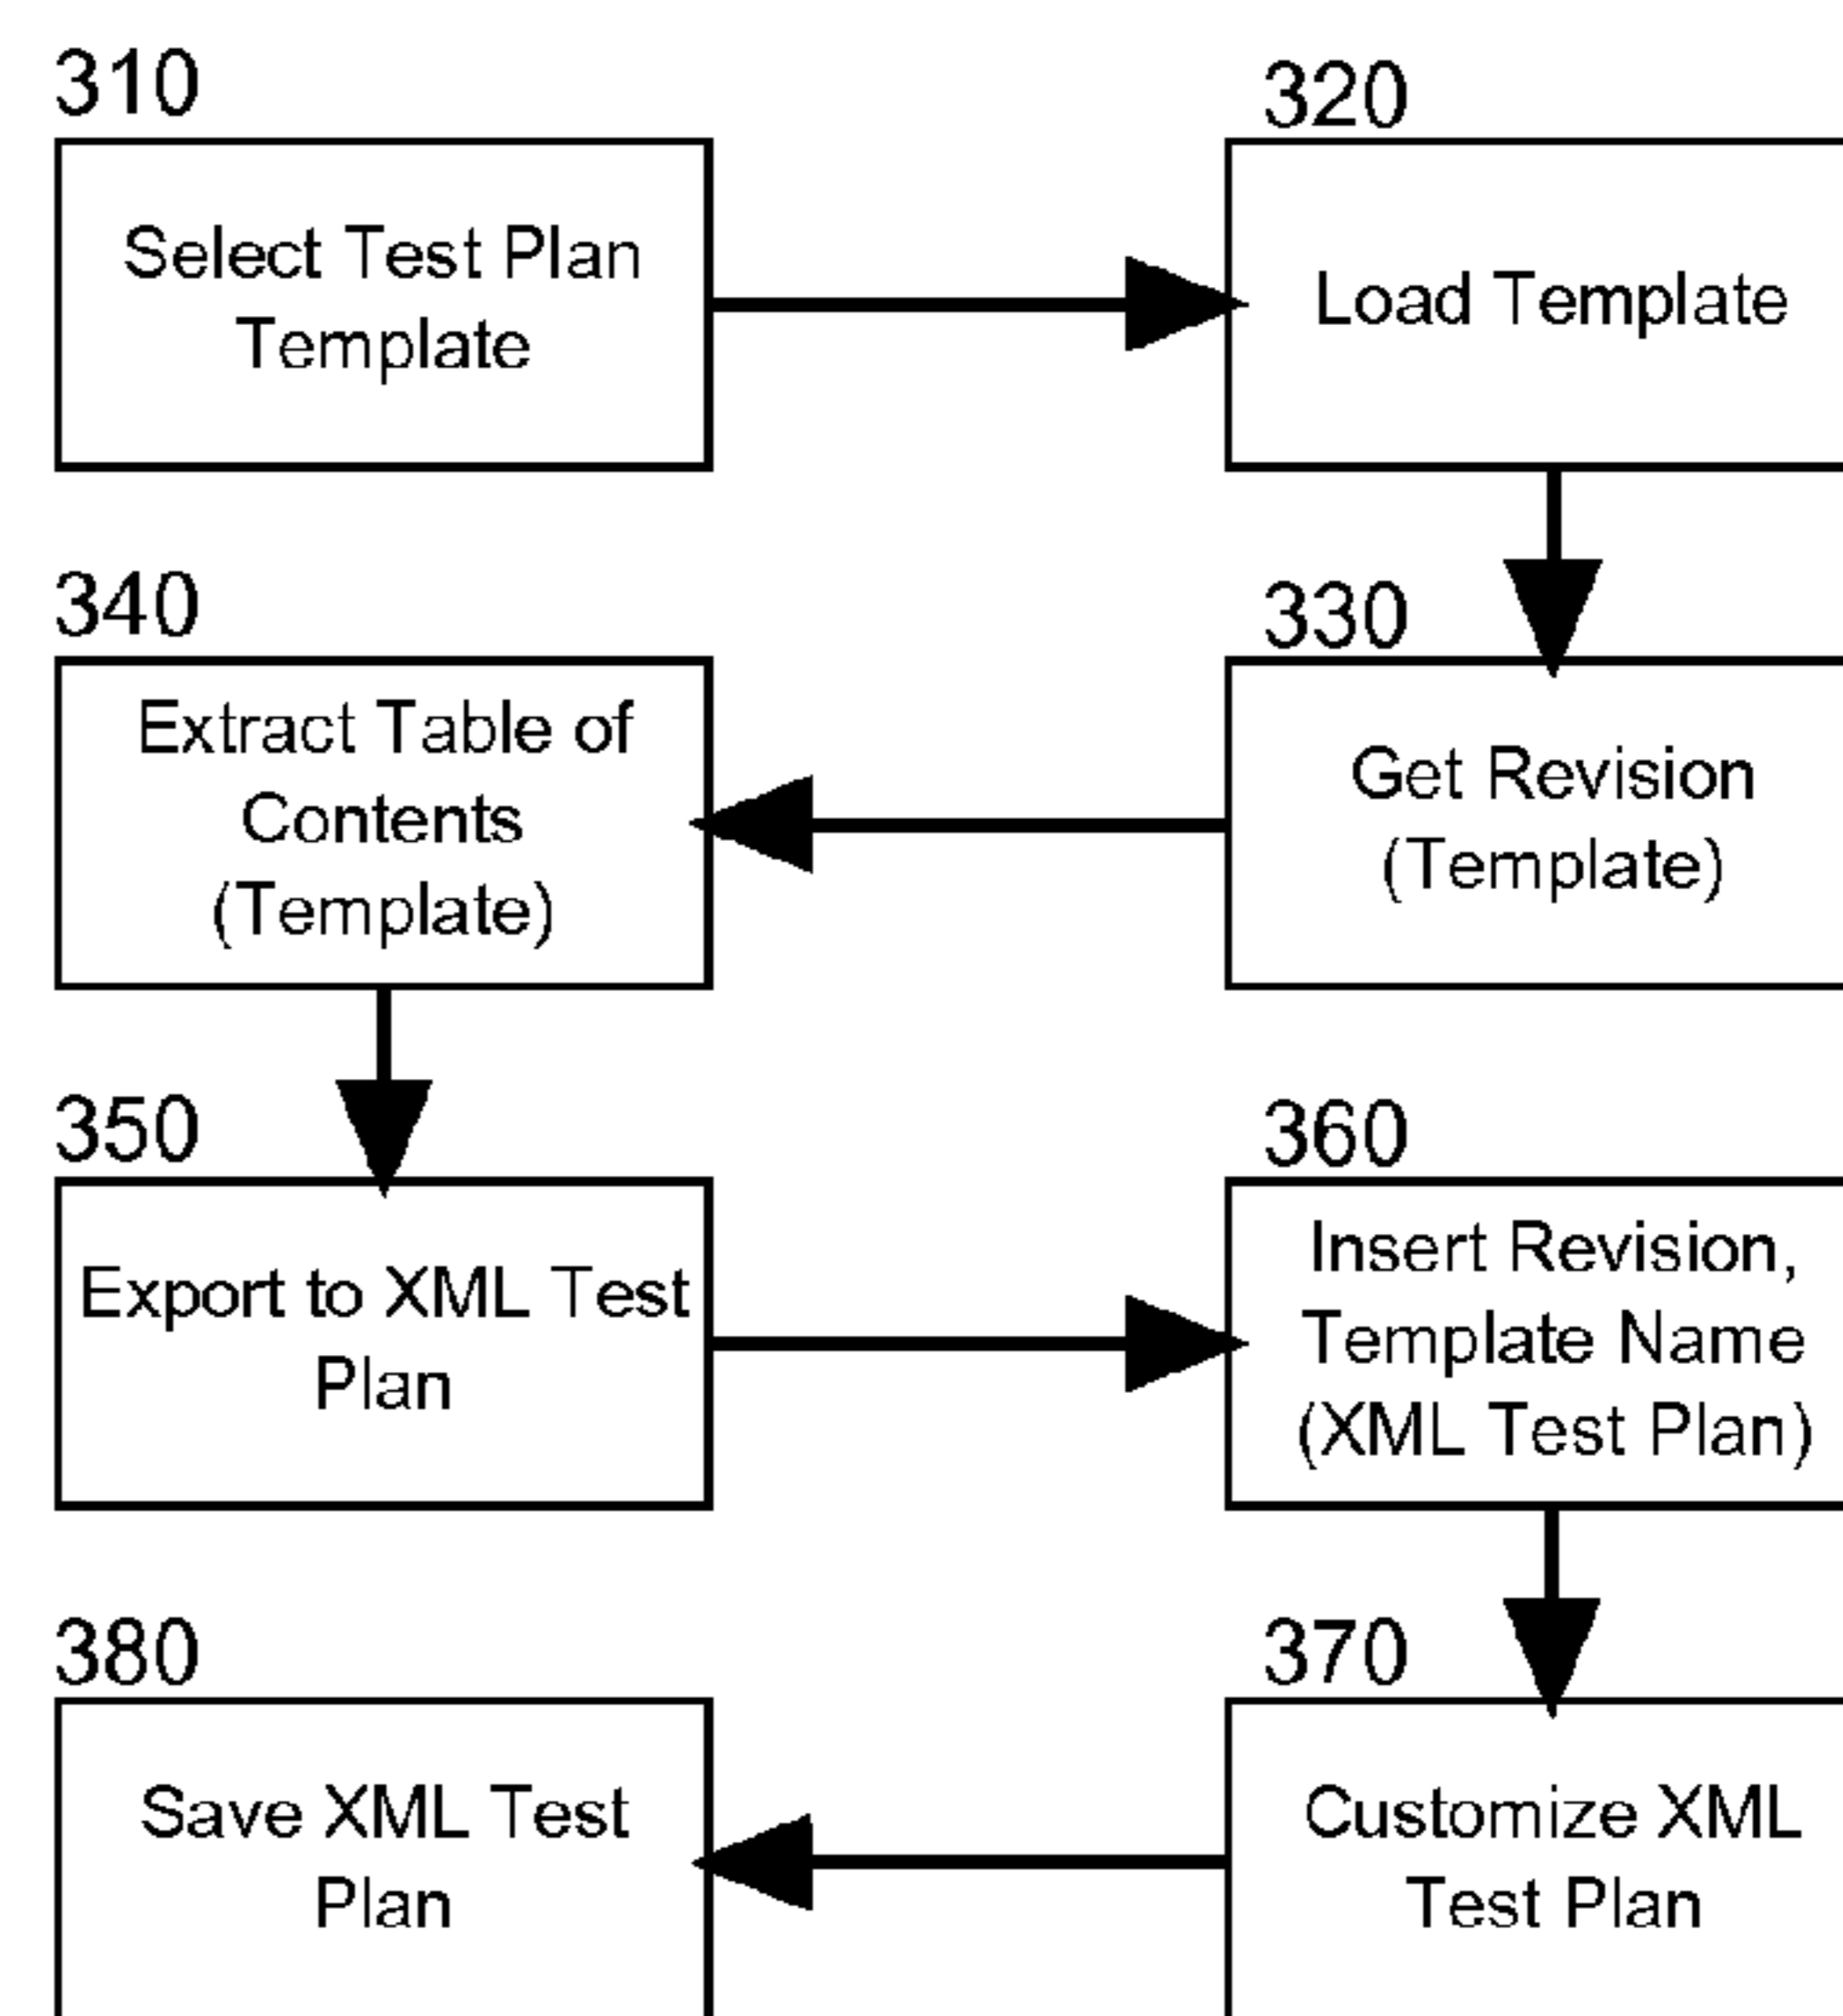 310
Select Test Plan
Template
320
Load Template
330
Get Revision
(Template)
340
Extract Table of
Contents
(Template)
350
Export to XML Test
Plan
360
Insert Revision,
Template Name
(XML Test Plan)
370
Customize XML
Test Plan
380
Save XML Test
Plan